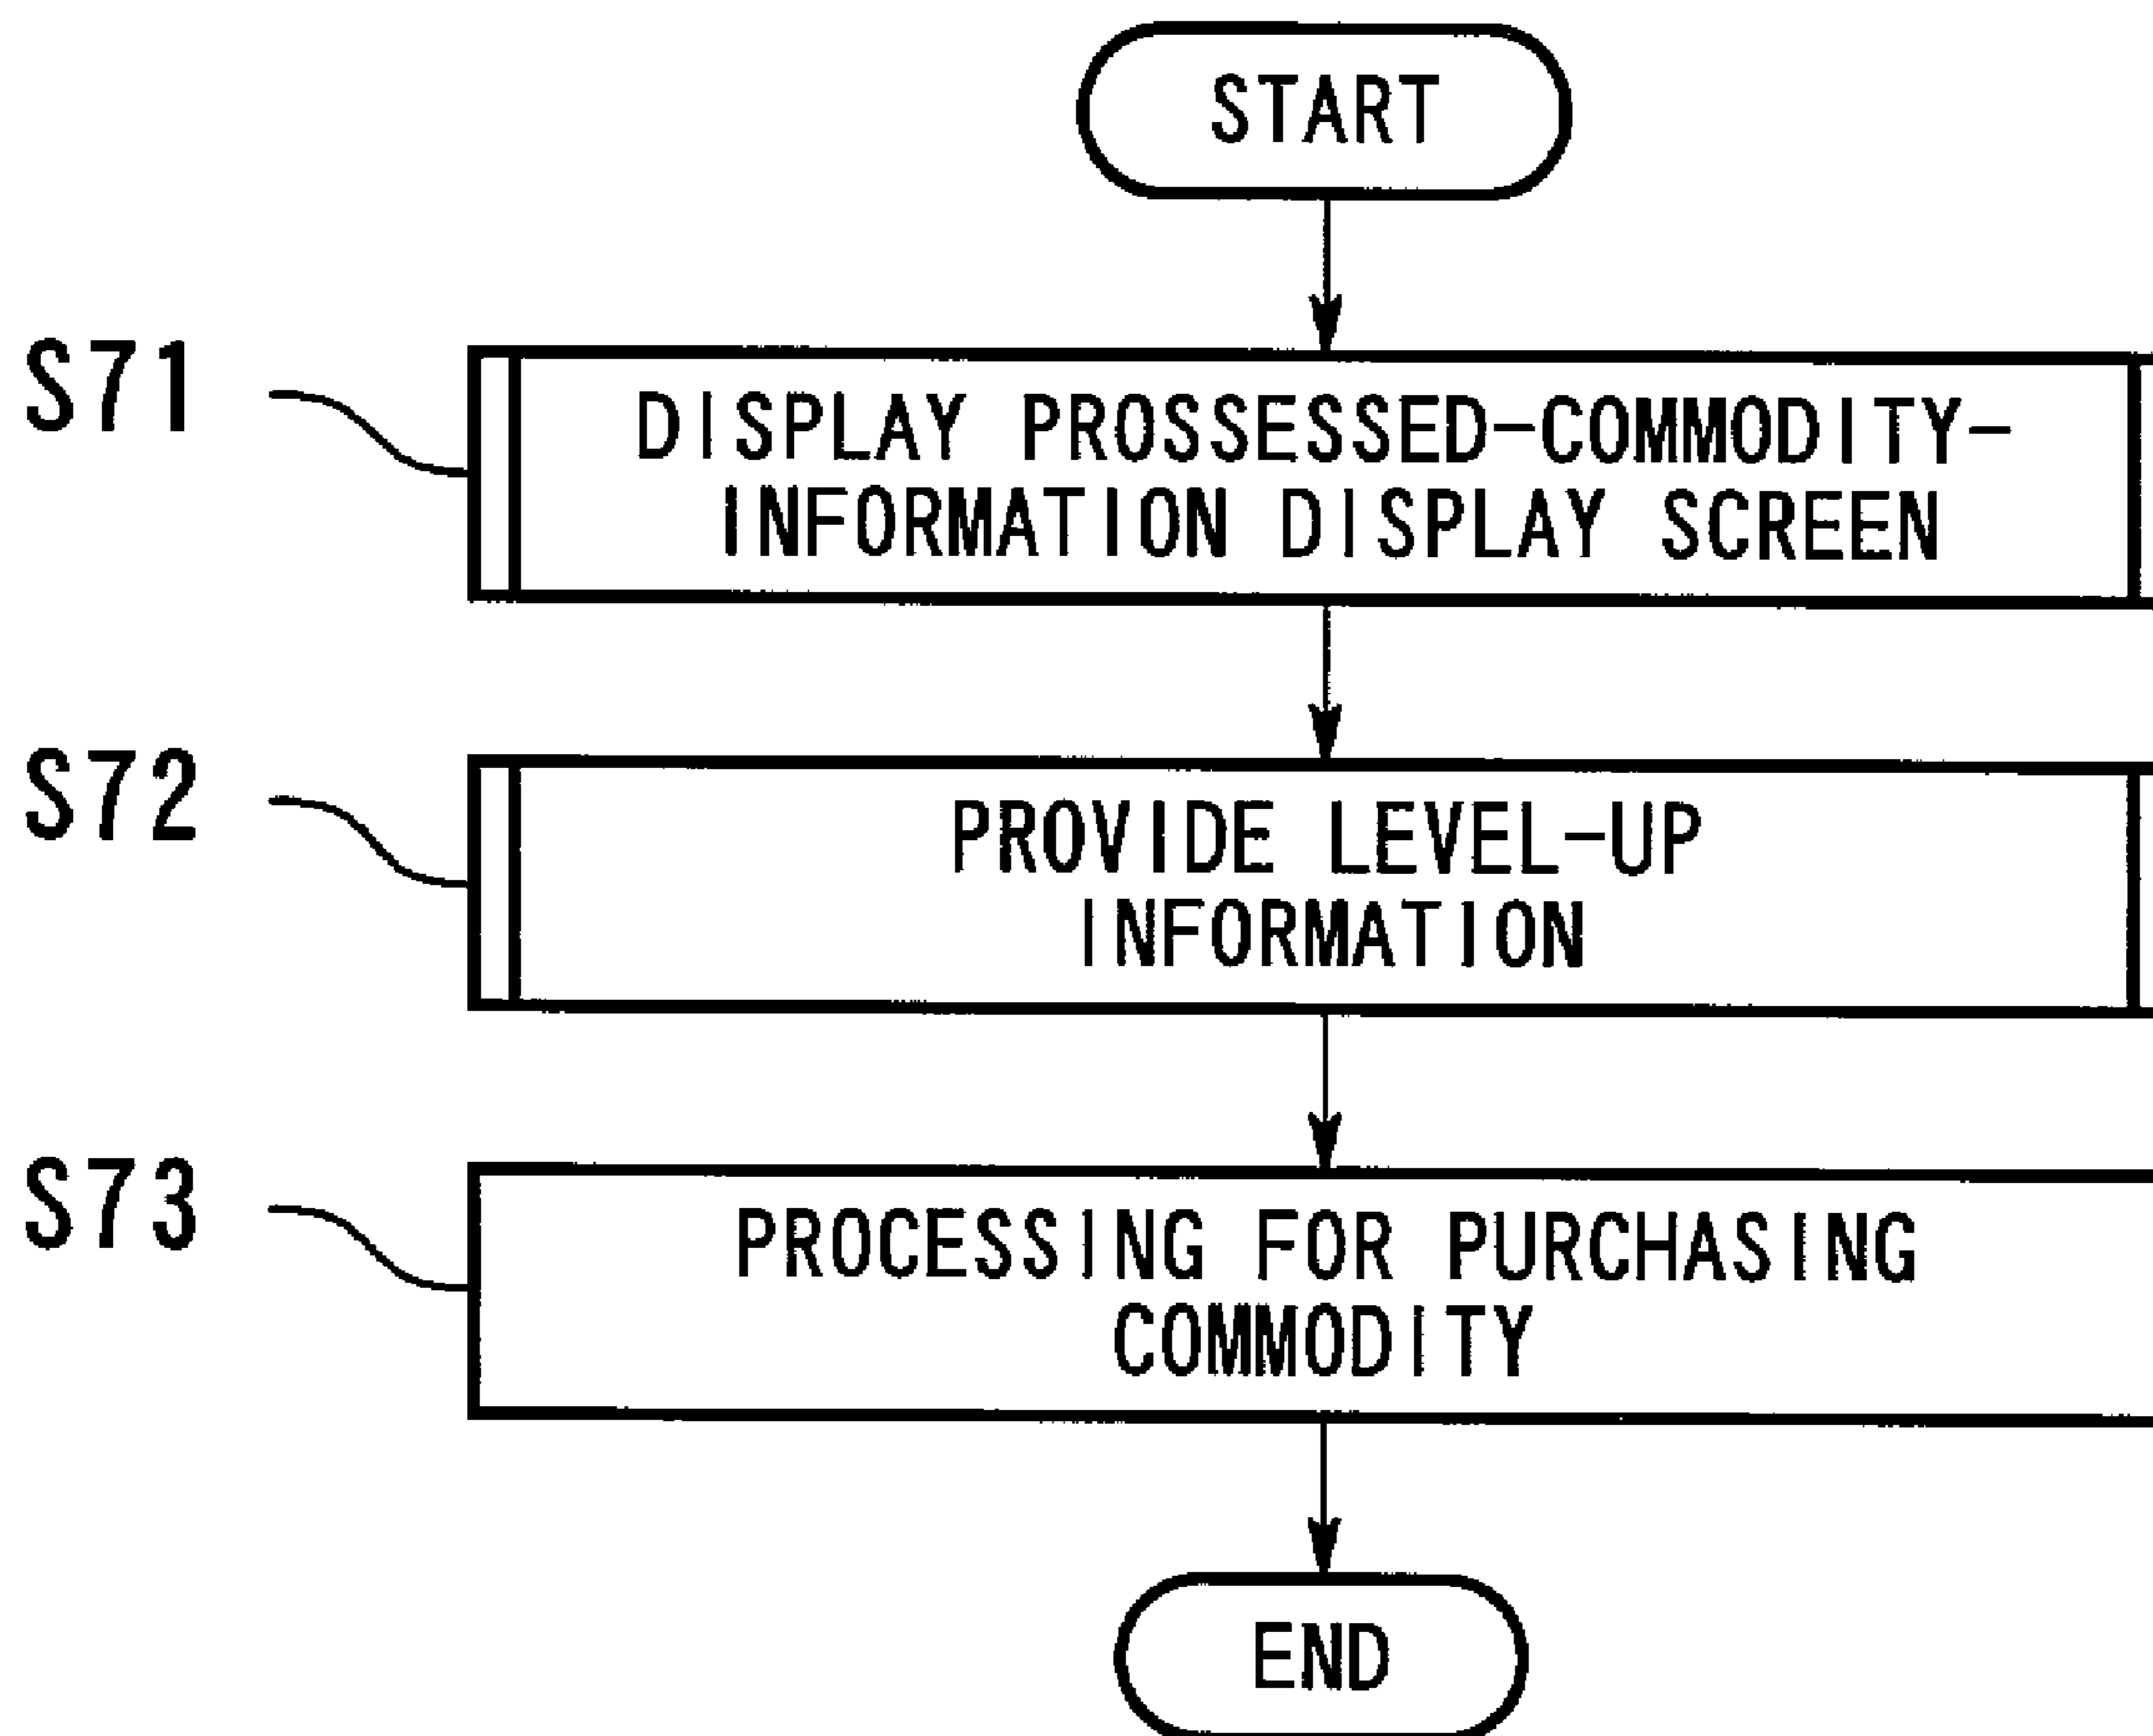 START
S71
DISPLAY PROSSESSED-COMMODITY-
INFORMATION DISPLAY SCREEN
S72
PROVIDE LEVEL-UP
INFORMATION
S73
PROCESSING FOR PURCHASING
COMMODITY
END